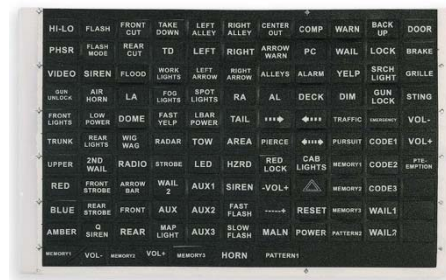 HI-LO FLASH FRONT CUT TAKE DOWN LEFT ALLEY RIGHT ALLEY CENTER OUT COMP WARN BACK UP DOOR
PHSR FLASH MODE REAR CUT TD LEFT RIGHT ARROW WARN PC WAIL LOCK BRAKE
VIDEO SIREN FLOOD WORK LIGHTS LEFT ARROW RIGHT ARROW ALLEYS ALARM YELP SRCH LIGHT GRILLE
GUN UNLOCK AIR HORN LA FOG LIGHTS SPOT LIGHTS RA AL DECK DIM GUN LOCK STING
FRONT LIGHTS LOW POWER DOME FAST YELP LBAR POWER TAIL TRAFFIC EMERGENCY VOL-
TRUNK REAR LIGHTS WIG WAG RADAR TOW AREA PIERCE PURSUIT CODE1 VOL+
UPPER 2ND WAIL RADIO STROBE LED HZRD RED LOCK CAB LIGHTS MEMORY1 CODE2 PTE-EMPTION
RED FRONT STROBE ARROW BAR WAIL 2 AUX1 SIREN -VOL+ MEMORY2 CODE3
BLUE REAR STROBE FRONT AUX AUX2 FAST FLASH -----+ RESET MEMORY3 WAIL1
AMBER Q SIREN REAR MAP LIGHT AUX3 SLOW FLASH MALN POWER PATTERN2 WAIL2
MEMORY1 VOL- MEMORY2 VOL+ MEMORY3 HORN PATTERN1